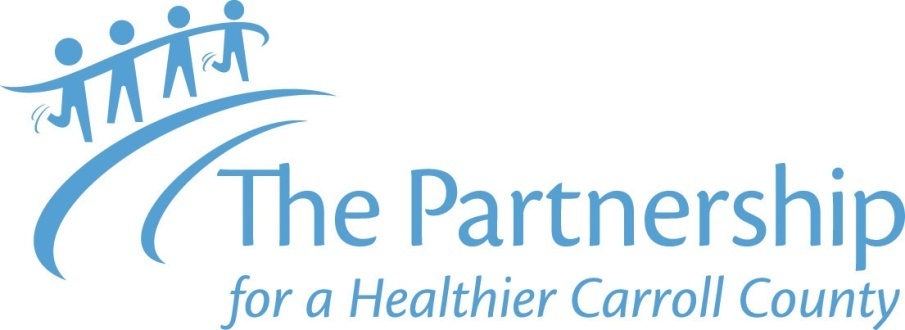 The Partnership
for a Healthier Carroll County